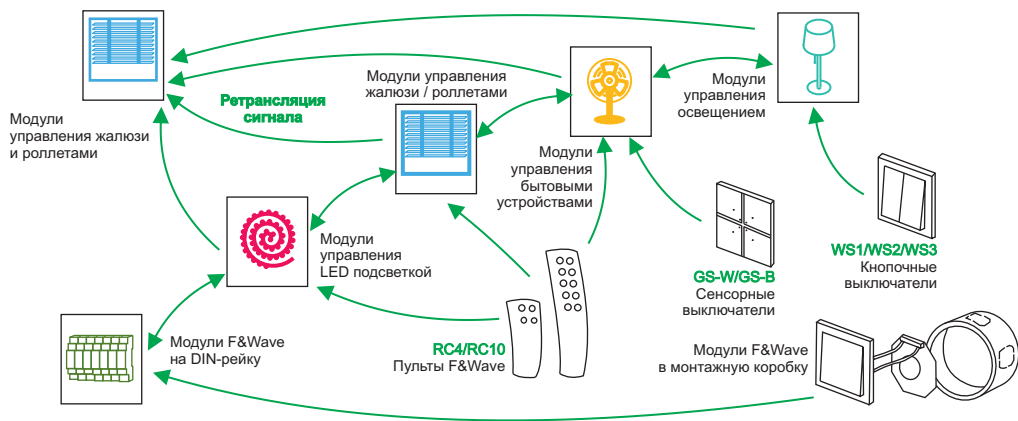 Модули
управления жалюзи
и роллетами
Ретрансляция
сигнала
Модули управления
жалюзи / роллетами
Модули
управления
бытовыми
устройствами
Модули
управления
освещением
Модули
управления
LED подсветкой
GS-W/GS-B
Сенсорные
выключатели
WS1/WS2/WS3
Кнопочные
выключатели
Модули F&Wave
на DIN-рейку
RC4/RC10
Пульты F&Wave
Модули F&Wave
в монтажную коробку